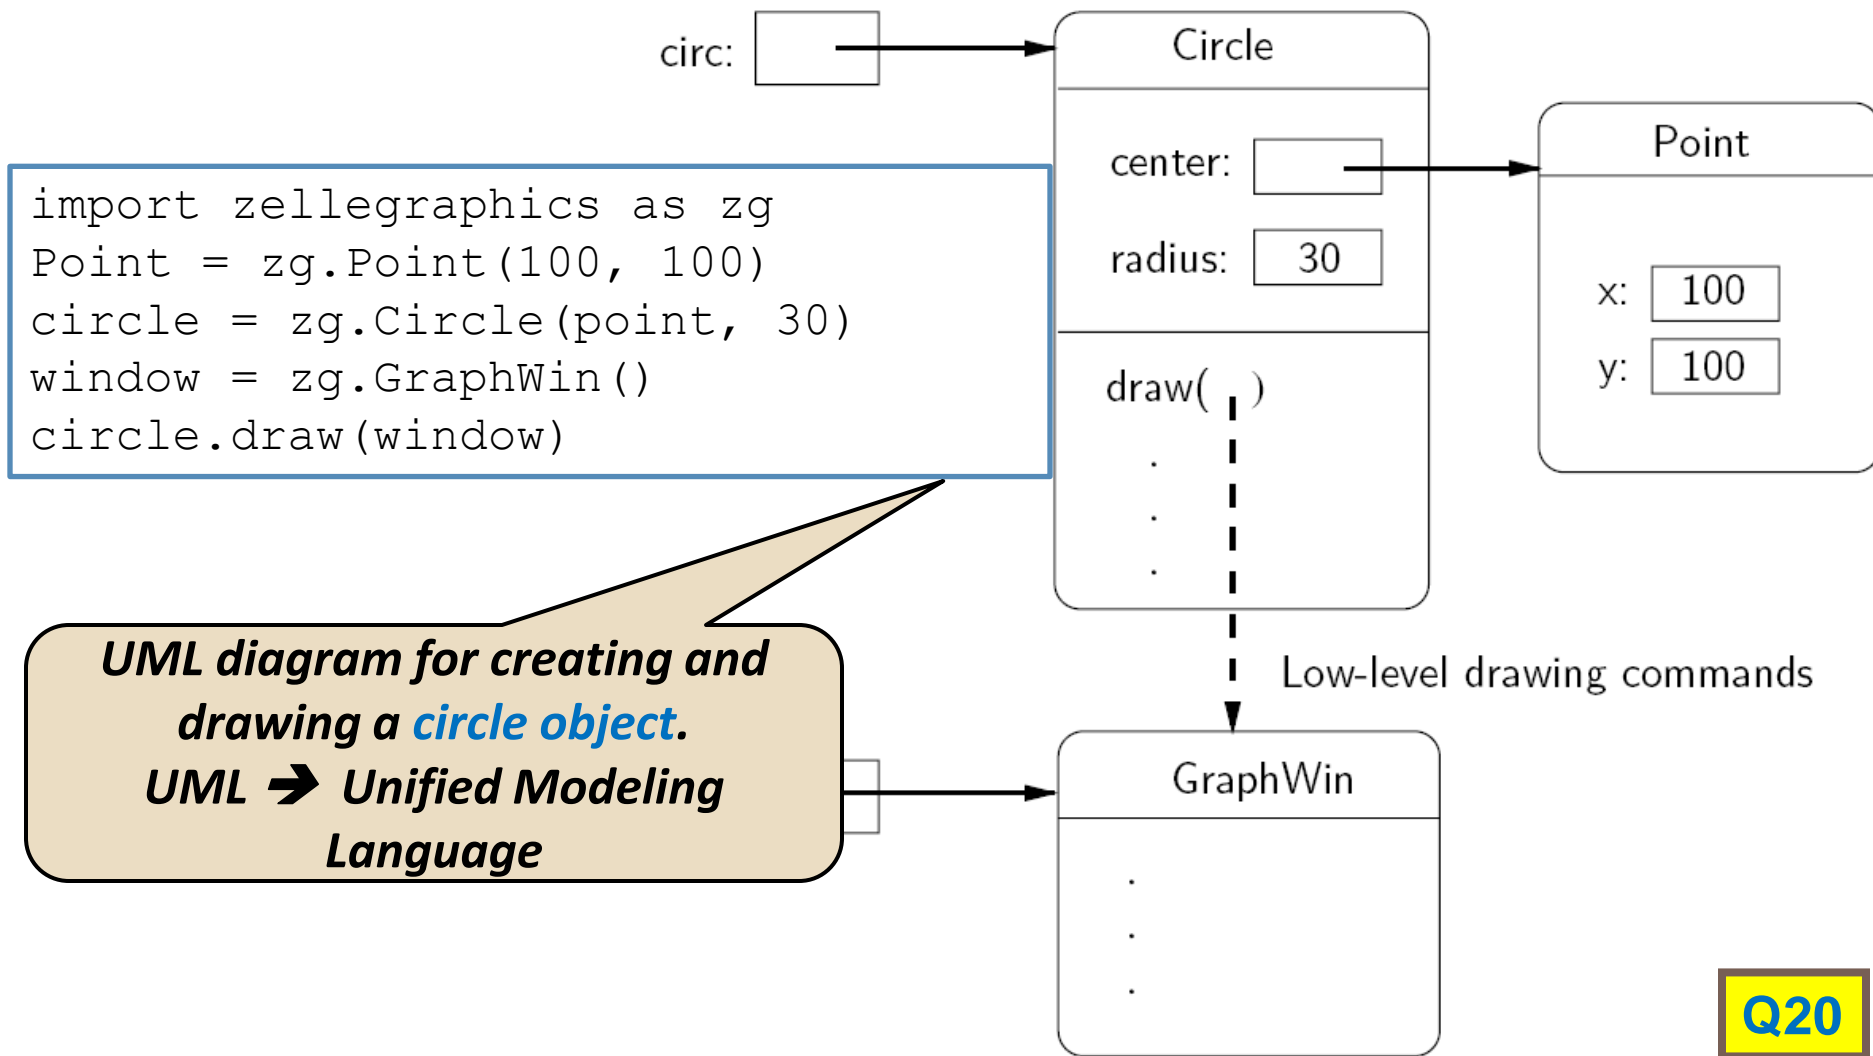 circ:
Circle
center:
radius: 30
draw( )
.
.
.
Point
x: 100
y: 100
import zellegraphics as zg
Point = zg.Point(100, 100)
circle = zg.Circle(point, 30)
window = zg.GraphWin()
circle.draw(window)
UML diagram for creating and
drawing a circle object.
UML ➔ Unified Modeling
Language
Low-level drawing commands
GraphWin
.
.
.
Q20